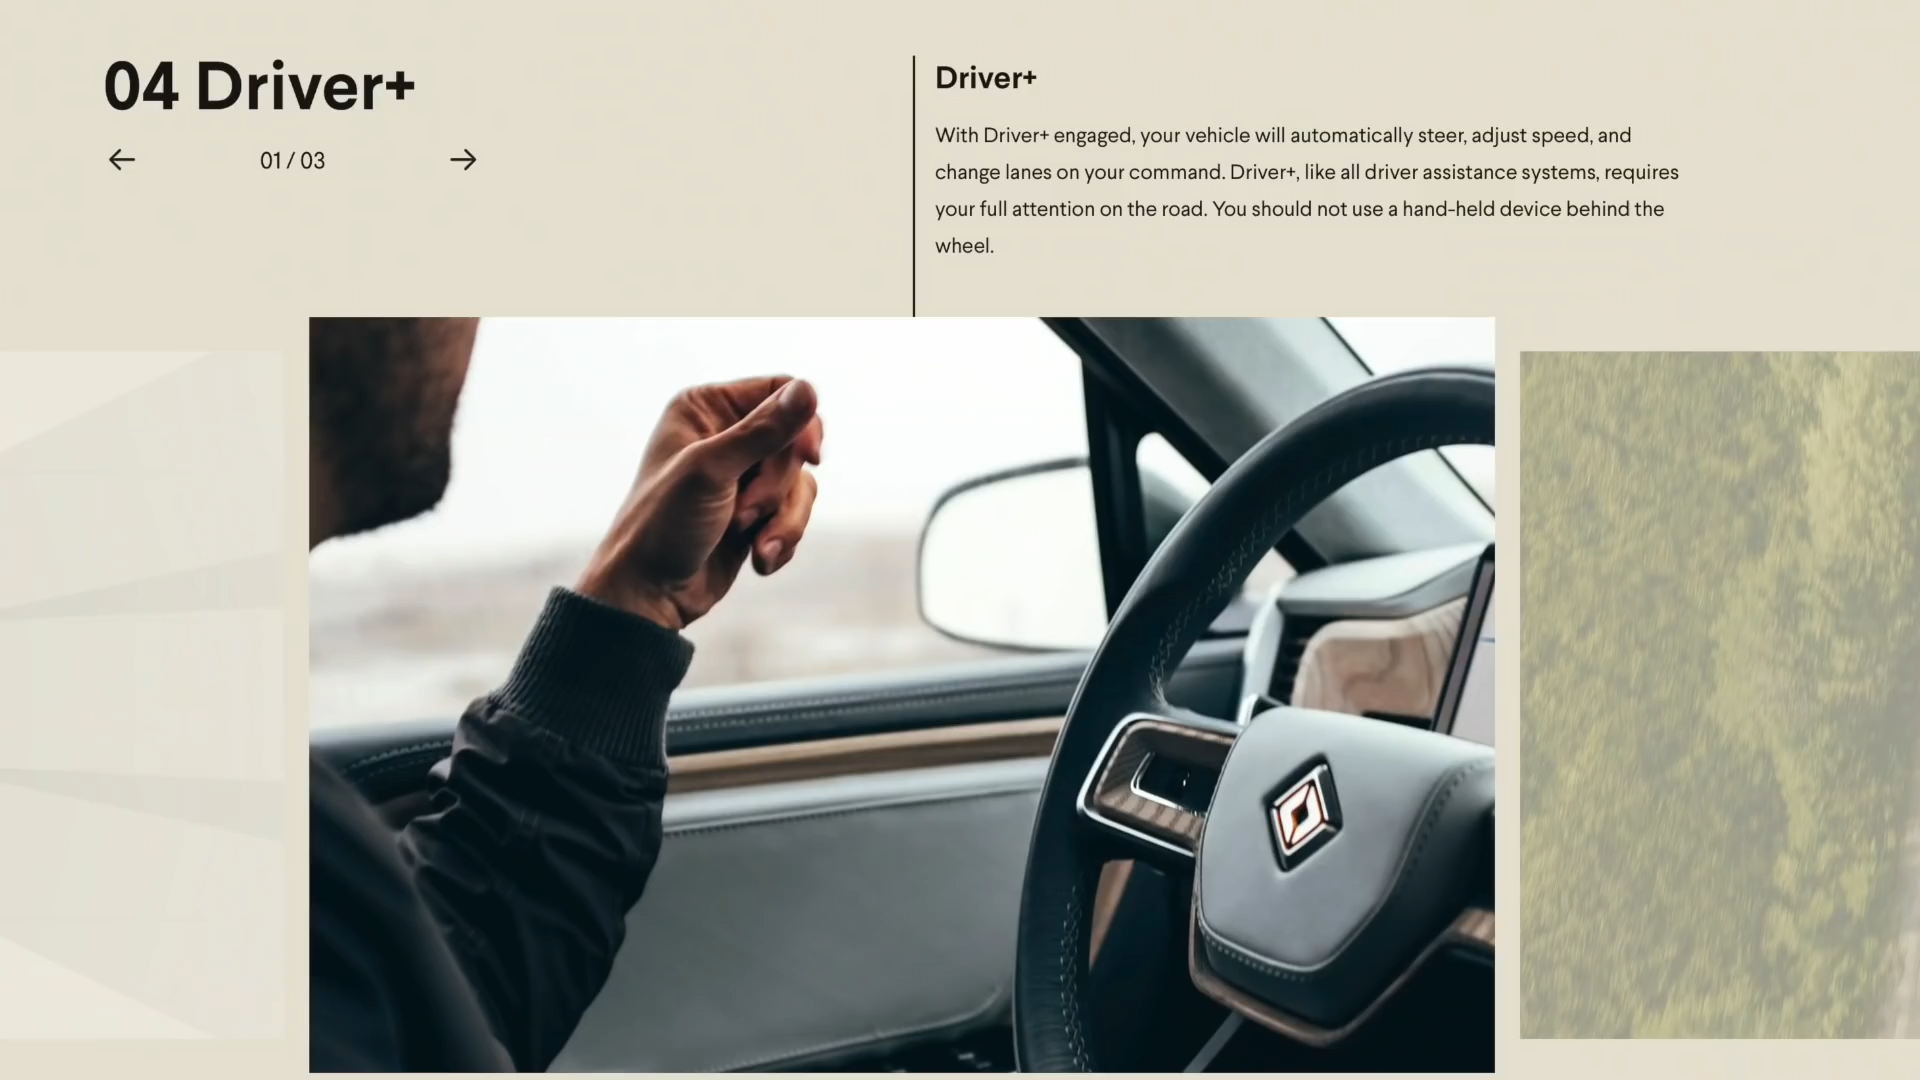 04 Driver+
01 / 03
Driver+
With Driver+ engaged, your vehicle will automatically steer, adjust speed, and
change lanes on your command. Driver+, like all driver assistance systems, requires
your full attention on the road. You should not use a hand-held device behind the
wheel.